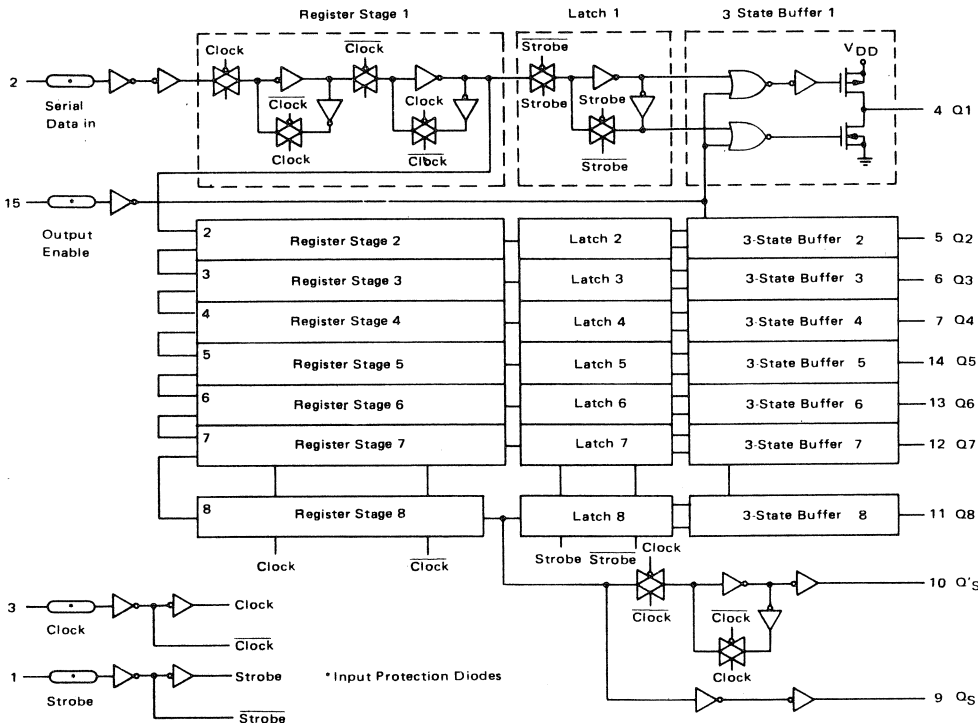 Register Stage 1
Latch 1
3 State Buffer 1
Clock
Clock
Strobe
VDD
2
Serial
Data in
Clock
Clock
Clock
Clock
Strobe
Strobe
Strobe
4 Q1
15
Output
Enable
2 Register Stage 2 Latch 2 3-State Buffer 2 5 Q2
3 Register Stage 3 Latch 3 3-State Buffer 3 6 Q3
4 Register Stage 4 Latch 4 3-State Buffer 4 7 Q4
5 Register Stage 5 Latch 5 3-State Buffer 5 14 Q5
6 Register Stage 6 Latch 6 3-State Buffer 6 13 Q6
7 Register Stage 7 Latch 7 3-State Buffer 7 12 Q7
8 Register Stage 8 Latch 8 3-State Buffer 8 11 Q8
Clock
Clock
Strobe
Strobe
Clock
Clock
10 Q'S
Clock
Clock
3
Clock
Clock
Clock
1
Strobe
Strobe
Strobe
*Input Protection Diodes
9 QS